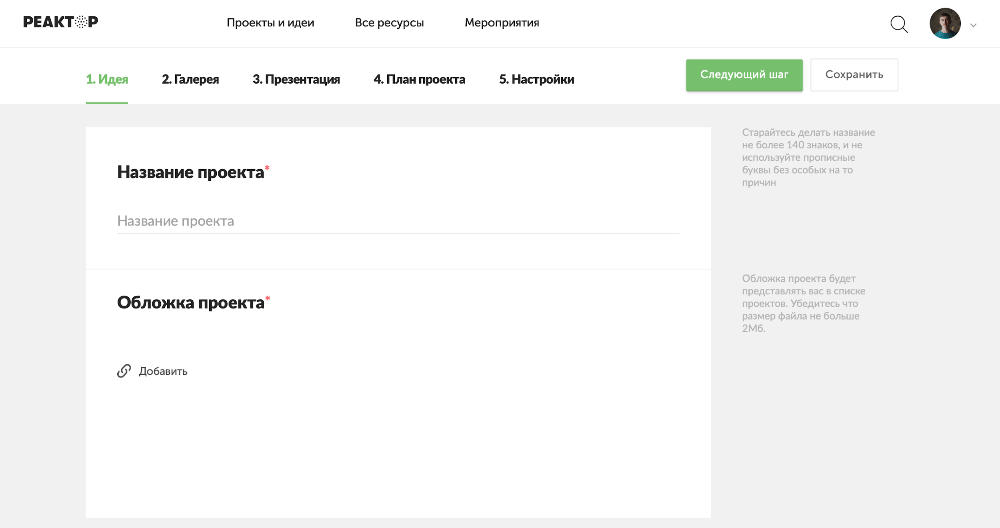 РЕАКТОР
Проекты и идеи
Все ресурсы
Мероприятия
1. Идея
2. Галерея
3. Презентация
4. План проекта
5. Настройки
Следующий шаг
Сохранить
Название проекта*
Название проекта
Старайтесь делать название
не более 140 знаков, и не
используйте прописные
буквы без особых на то
причин
Обложка проекта*
Добавить
Обложка проекта будет
представлять вас в списке
проектов. Убедитесь что
размер файла не больше
2Мб.